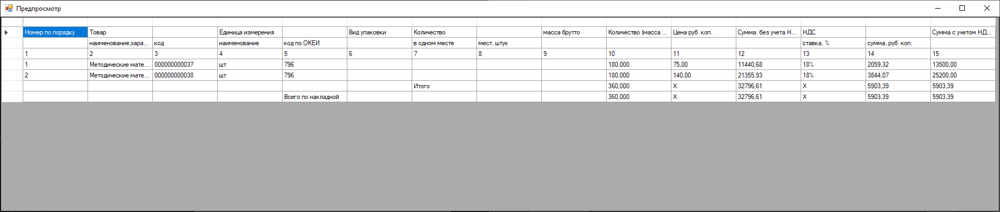 Предпросмотр
Номер по порядку Товар Единица измерения Вид упаковки Количество масса брутто Количество (масса ... Цена руб. коп. Сумма. без учета Н... НДС Сумма с учетом НД...
наименование,хара... код наименование код по ОКЕИ в одном месте мест, штук ставка, % сумма, руб. коп.
1 2 3 4 5 6 7 8 9 10 11 12 13 14 15
1 Методические мате... 000000000037 шт 796 180,000 75,00 11440,68 18% 2059,32 13500,00
2 Методические мате... 000000000038 шт 796 180,000 140,00 21355,93 18% 3844,07 25200,00
Итого 360,000 X 32796,61 X 5903,39 5903,39
Всего по накладной 360,000 X 32796,61 X 5903,39 5903,39